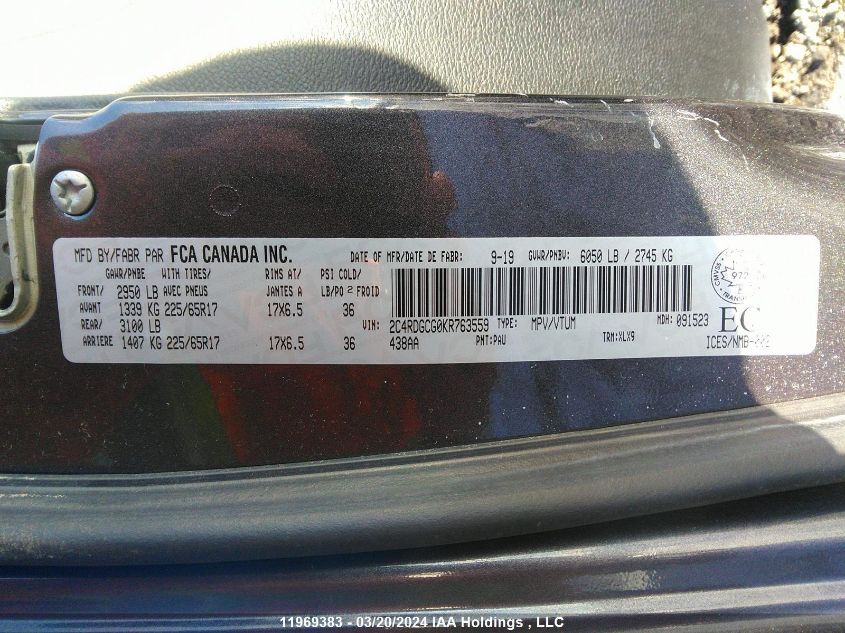 MFD BY/FABR PAR FCA CANADA INC. DATE OF MFR/DATE DE FABR: 9-19 GVWR/PNBV: 6050 LB / 2745 KG
GAWR/PNBE WITH TIRES/ RIMS AT/ PSI COLD/
FRONT/ 2950 LB AVEC PNEUS JANTES A LB/PO² FROID
AVANT 1339 KG 225/65R17 17X6.5 36
REAR/ 3100 LB VIN: 2C4RDGCG0KR763559 TYPE: MPV/VTUM MDH: 091523 EC
ARRIERE 1407 KG 225/65R17 17X6.5 36 438AA PNT:PAU TRM:XLX9 ICES/NMB-002
11969383 - 03/20/2024 IAA Holdings , LLC